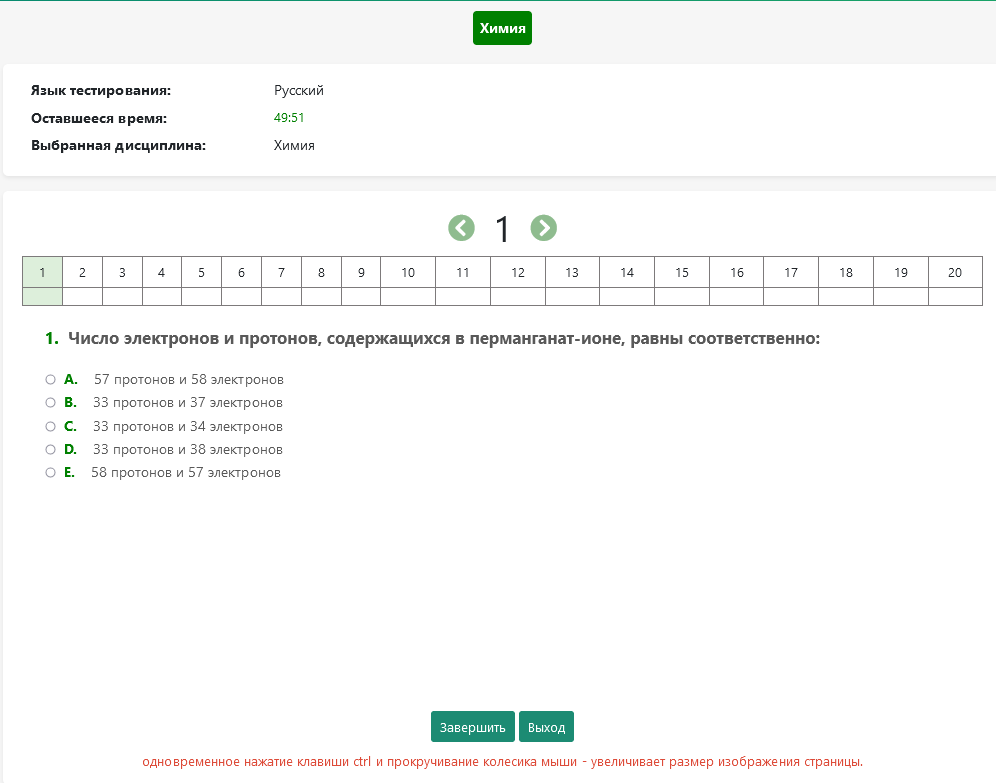 Химия
Язык тестирования: Русский
Оставшееся время: 49:51
Выбранная дисциплина: Химия
1
1 2 3 4 5 6 7 8 9 10 11 12 13 14 15 16 17 18 19 20
1. Число электронов и протонов, содержащихся в перманганат-ионе, равны соответственно:
A. 57 протонов и 58 электронов
B. 33 протонов и 37 электронов
C. 33 протонов и 34 электронов
D. 33 протонов и 38 электронов
E. 58 протонов и 57 электронов
Завершить Выход
одновременное нажатие клавиши ctrl и прокручивание колесика мыши - увеличивает размер изображения страницы.